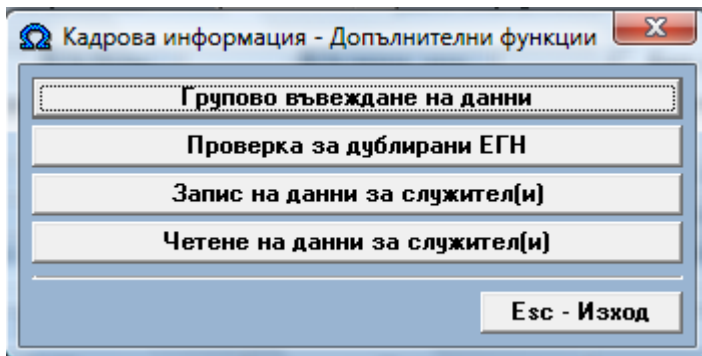 Кадрова информация - Допълнителни функции
Групово въвеждане на данни
Проверка за дублирани ЕГН
Запис на данни за служител(и)
Четене на данни за служител(и)
Esc - Изход